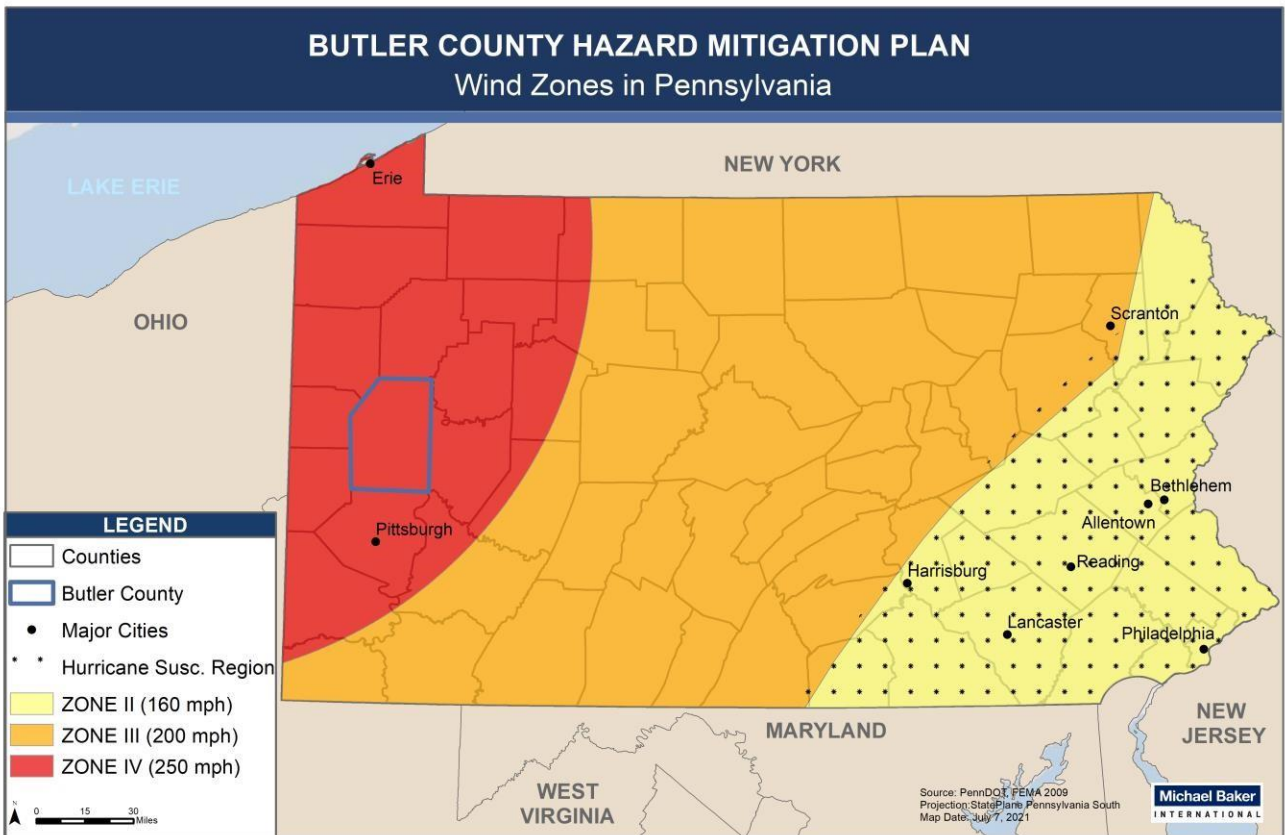 BUTLER COUNTY HAZARD MITIGATION PLAN
Wind Zones in Pennsylvania
NEW YORK
Erie
LAKE ERIE
OHIO
Scranton
Bethlehem
Allentown
Pittsburgh
Reading
Harrisburg
Lancaster
Philadelphia
MARYLAND
NEW
JERSEY
WEST
VIRGINIA
LEGEND
Counties
Butler County
Major Cities
Hurricane Susc. Region
ZONE II (160 mph)
ZONE III (200 mph)
ZONE IV (250 mph)
N
0 15 30
Miles
Source: PennDOT, FEMA 2009
Projection:StatePlane Pennsylvania South
Map Date: July 7, 2021
Michael Baker
INTERNATIONAL